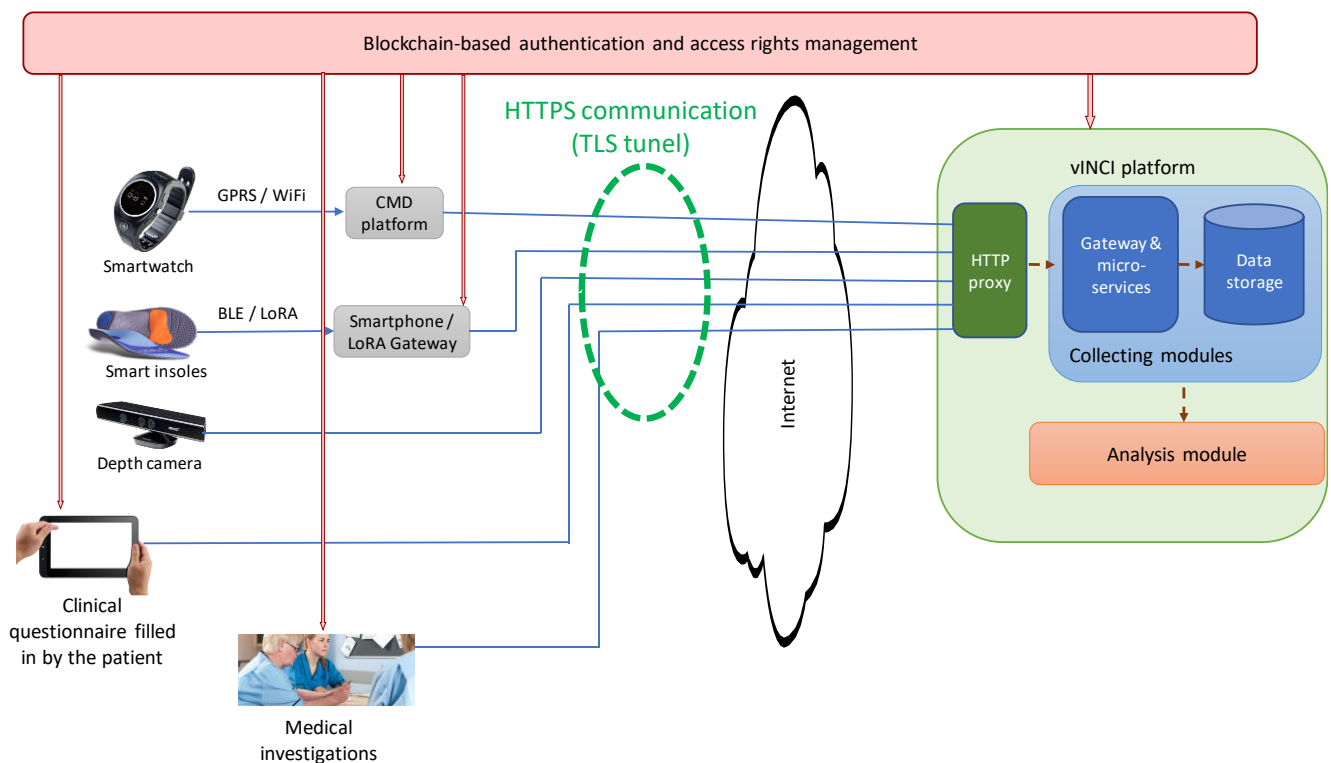 Blockchain-based authentication and access rights management
HTTPS communication
(TLS tunel)
vINCI platform
GPRS / WiFi
CMD
platform
Smartwatch
HTTP
proxy
Gateway &
micro-
services
Data
storage
BLE / LoRA
Smartphone /
LoRA Gateway
Smart insoles
Collecting modules
Internet
Depth camera
Analysis module
Clinical
questionnaire filled
in by the patient
Medical
investigations